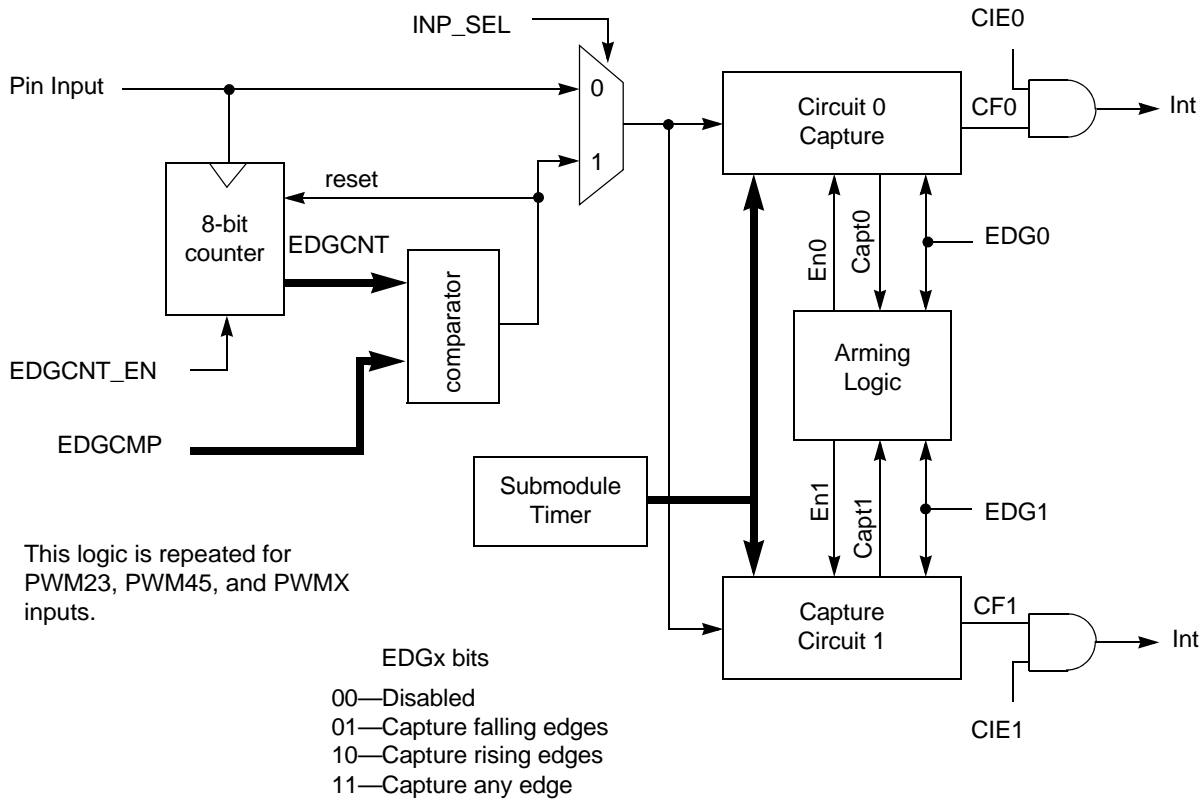 INP_SEL
CIE0
Pin Input
0
1
Circuit 0
Capture
CF0
Int
reset
8-bit
counter
EDGCNT
comparator
En0
Capt0
EDG0
Arming
Logic
EDGCNT_EN
EDGCMP
Submodule
Timer
En1
Capt1
EDG1
This logic is repeated for
PWM23, PWM45, and PWMX
inputs.
Capture
Circuit 1
CF1
Int
CIE1
EDGx bits
00—Disabled
01—Capture falling edges
10—Capture rising edges
11—Capture any edge